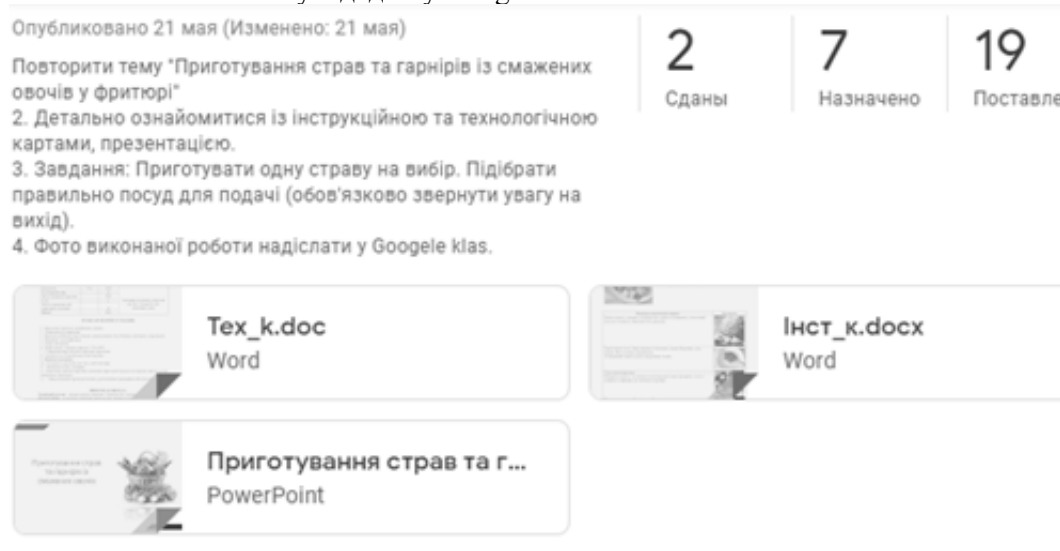 Опубликовано 21 мая (Изменено: 21 мая)
Повторити тему "Приготування страв та гарнірів із смажених
овочів у фритюрі"
2. Детально ознайомитися із інструкційною та технологічною
картами, презентацією.
3. Завдання: Приготувати одну страву на вибір. Підібрати
правильно посуд для подачі (обов'язково звернути увагу на
вихід).
4. Фото виконаної роботи надіслати у Googele klas.
2
Сданы
7
Назначено
19
Поставле
Tex_k.doc
Word
Інст_к.docx
Word
Приготування страв та г...
PowerPoint